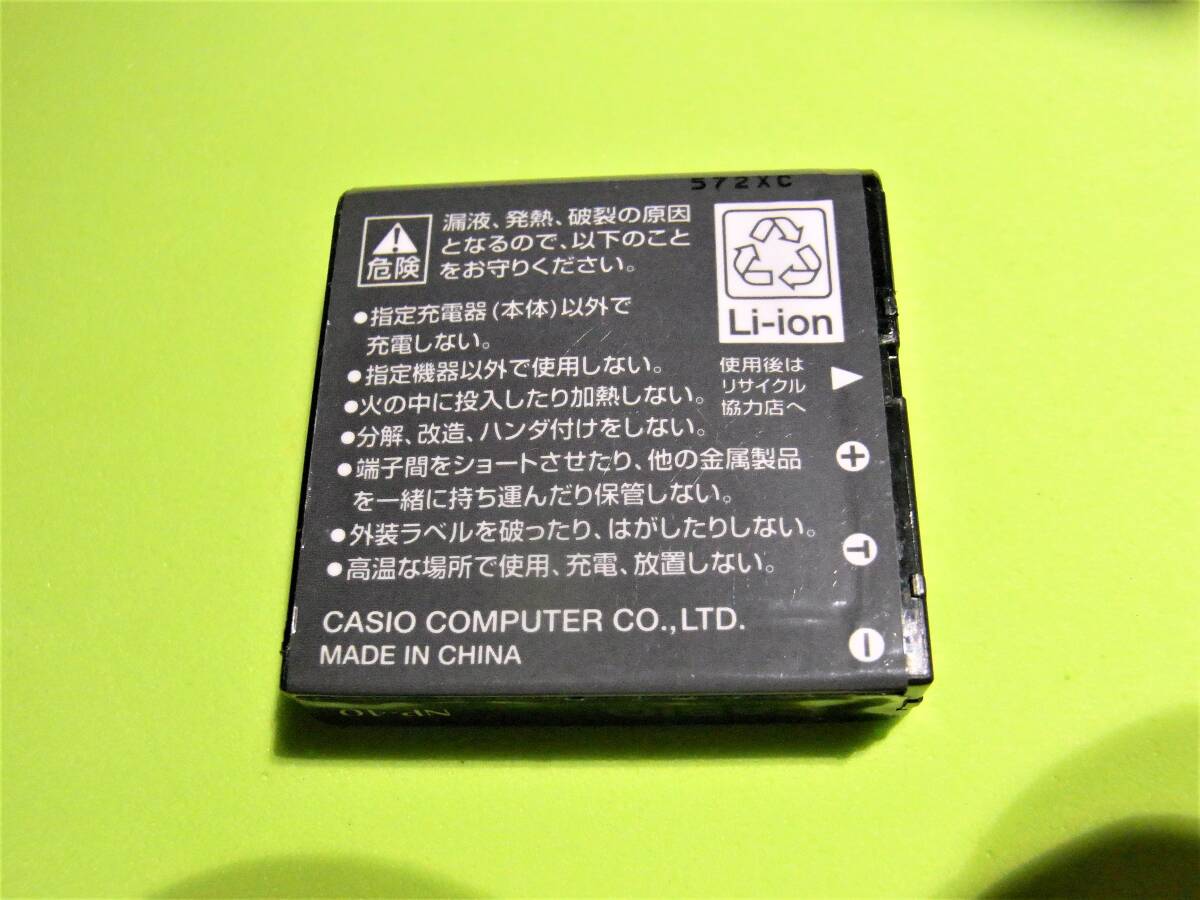 572XC
危険
漏液、発熱、破裂の原因
となるので、以下のこと
をお守りください。
●指定充電器(本体)以外で
充電しない。
●指定機器以外で使用しない。
●火の中に投入したり加熱しない。
●分解、改造、ハンダ付けをしない。
●端子間をショートさせたり、他の金属製品
を一緒に持ち運んだり保管しない。
●外装ラベルを破ったり、はがしたりしない。
●高温な場所で使用、充電、放置しない。
Li-ion
使用後は
リサイクル
協力店へ
+
T
-
CASIO COMPUTER CO.,LTD.
MADE IN CHINA
NP-40